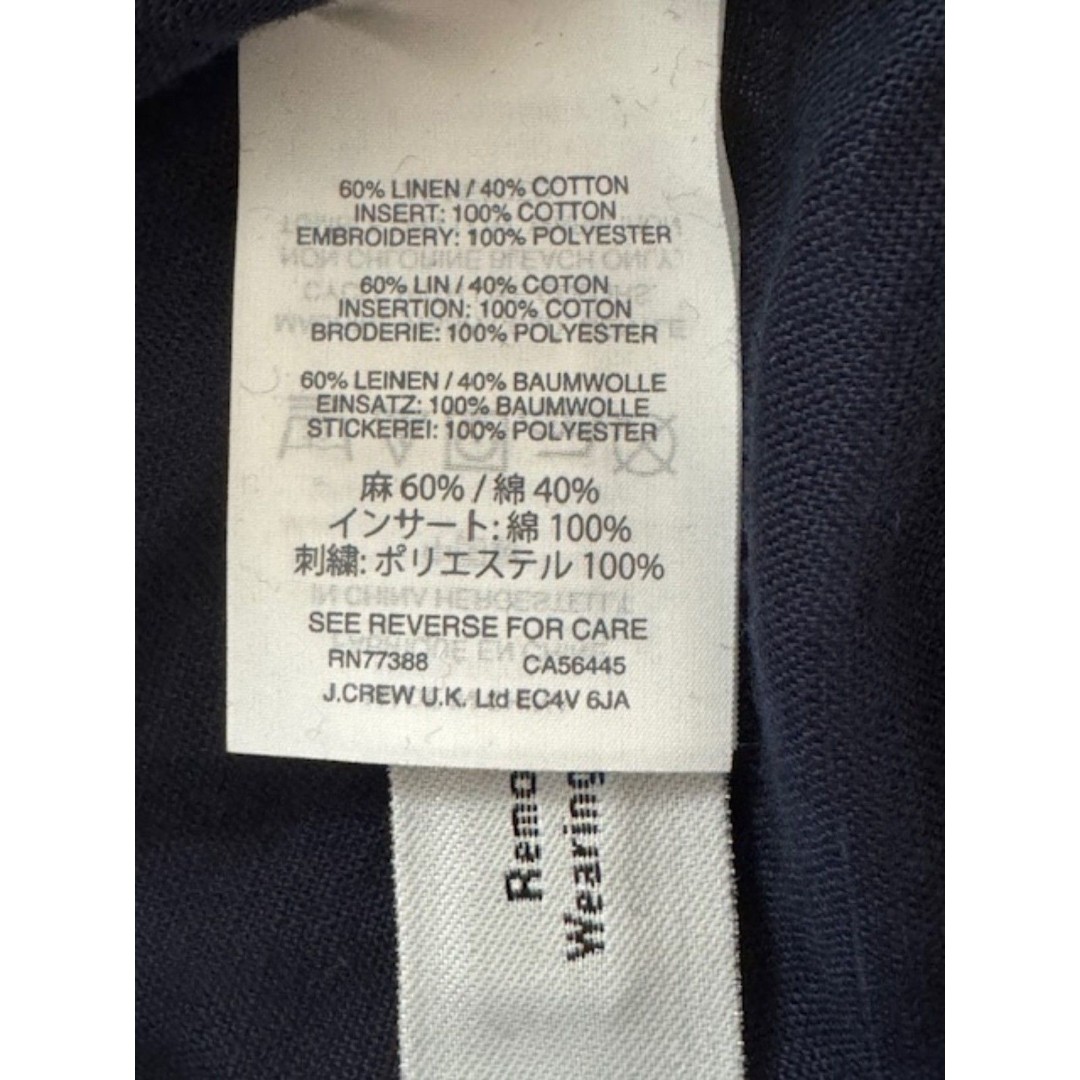 60% LINEN / 40% COTTON
INSERT: 100% COTTON
EMBROIDERY: 100% POLYESTER
60% LIN / 40% COTON
INSERTION: 100% COTON
BRODERIE: 100% POLYESTER
60% LEINEN / 40% BAUMWOLLE
EINSATZ: 100% BAUMWOLLE
STICKEREI: 100% POLYESTER
麻 60% / 綿 40%
インサート: 綿 100%
刺繍: ポリエステル 100%
SEE REVERSE FOR CARE
RN77388 CA56445
J.CREW U.K. Ltd EC4V 6JA
Remo
Wearing